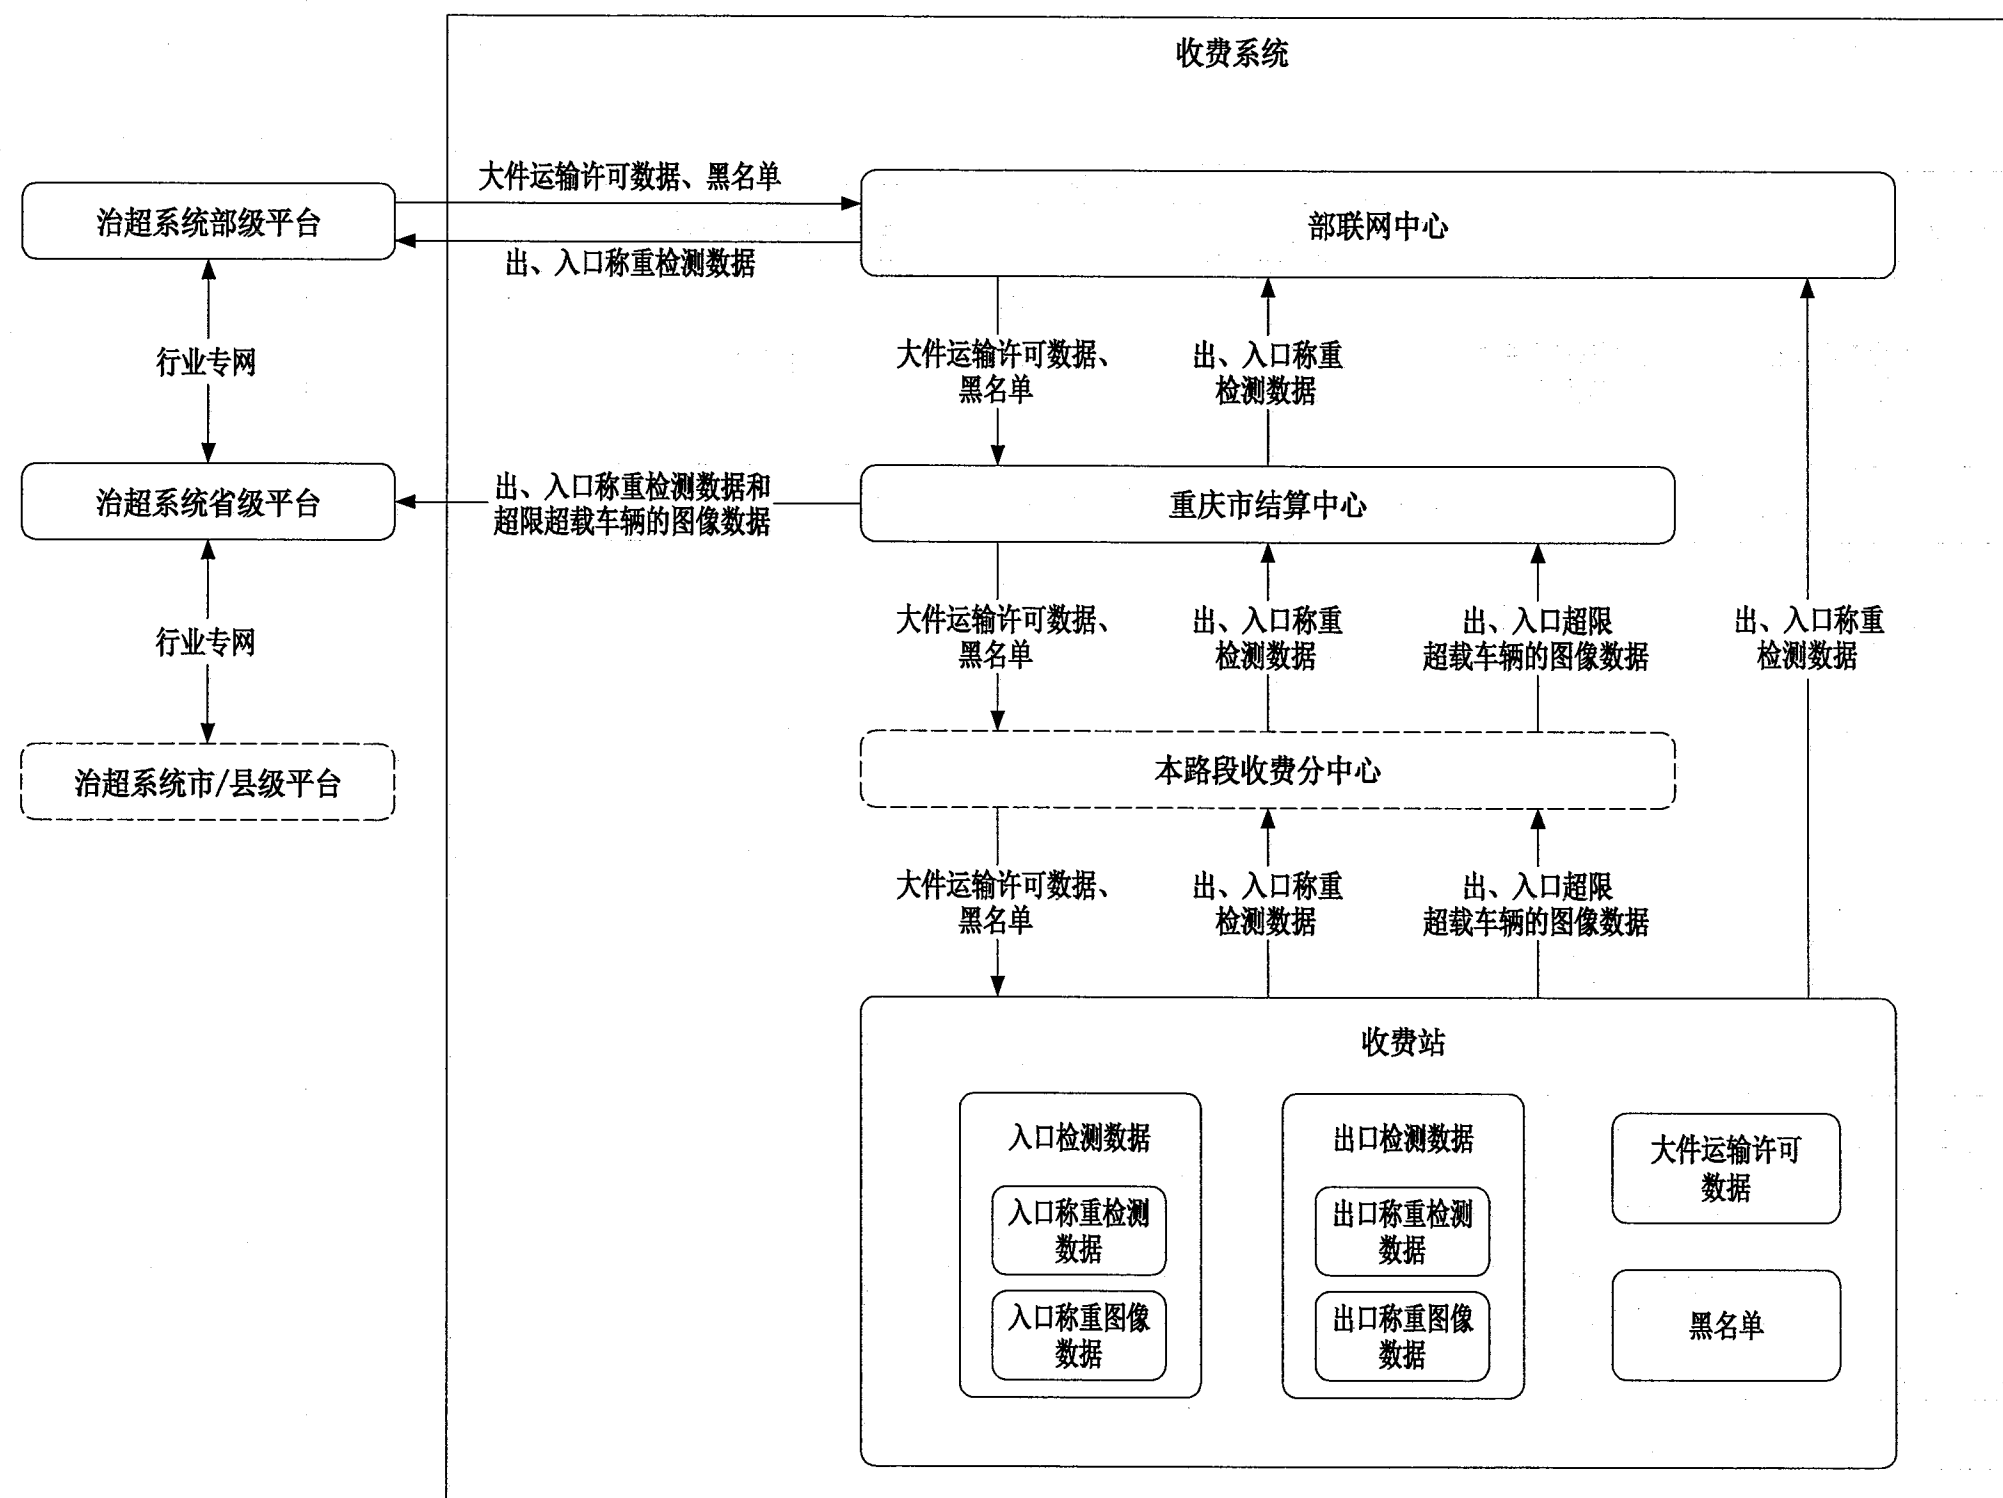 收费系统
大件运输许可数据、黑名单
治超系统部级平台
部联网中心
出、入口称重检测数据
行业专网
大件运输许可数据、
黑名单
出、入口称重
检测数据
治超系统省级平台
出、入口称重检测数据和
超限超载车辆的图像数据
重庆市结算中心
行业专网
大件运输许可数据、
黑名单
出、入口称重
检测数据
出、入口超限
超载车辆的图像数据
出、入口称重
检测数据
治超系统市/县级平台
本路段收费分中心
大件运输许可数据、
黑名单
出、入口称重
检测数据
出、入口超限
超载车辆的图像数据
收费站
入口检测数据
入口称重检测
数据
入口称重图像
数据
出口检测数据
出口称重检测
数据
出口称重图像
数据
大件运输许可
数据
黑名单